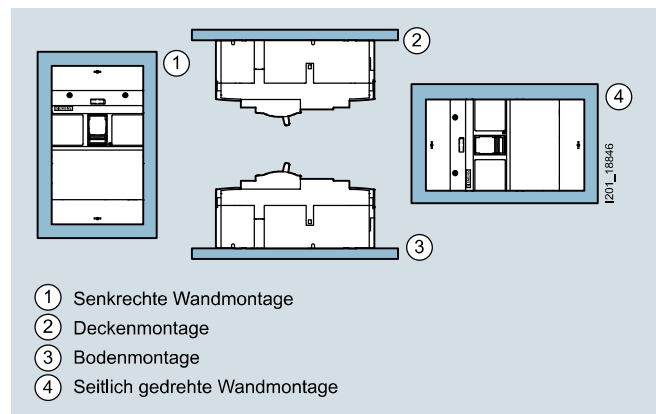 1
2
3
4
I201_18846
1 Senkrechte Wandmontage
2 Deckenmontage
3 Bodenmontage
4 Seitlich gedrehte Wandmontage